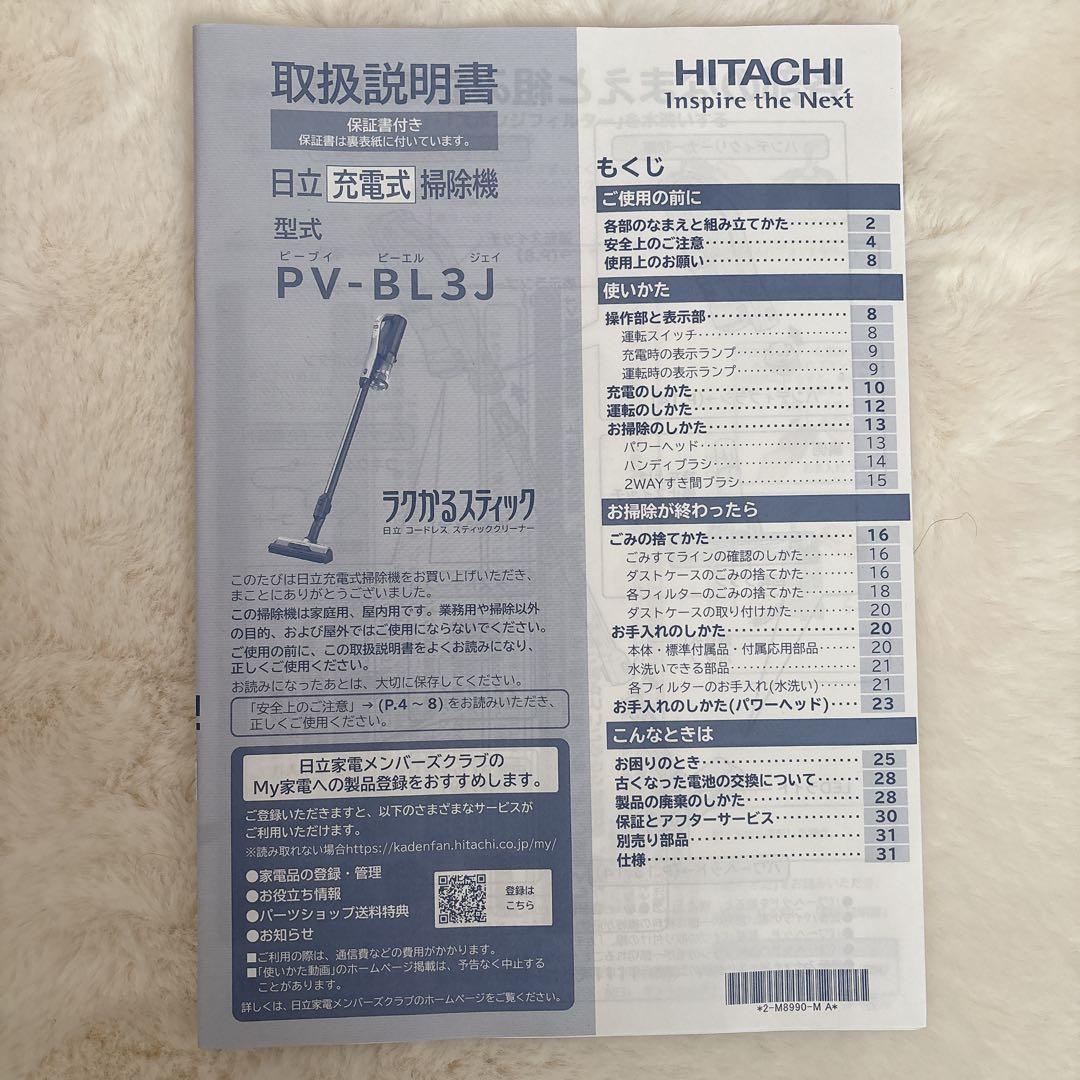 取扱説明書
保証書付き
保証書は裏表紙に付いています。
日立 充電式 掃除機
型式
ピーブイ ビーエル ジェイ
PV-BL3J
ラクかるスティック
日立 コードレス スティッククリーナー
このたびは日立充電式掃除機をお買い上げいただき、
まことにありがとうございました。
この掃除機は家庭用、屋内用です。業務用や掃除以外
の目的、および屋外ではご使用にならないでください。
ご使用の前に、この取扱説明書をよくお読みになり、
正しくご使用ください。
お読みになったあとは、大切に保存してください。
「安全上のご注意」→(P.4～8)をお読みいただき、
正しくご使用ください。
日立家電メンバーズクラブの
My家電への製品登録をおすすめします。
ご登録いただきますと、以下のさまざまなサービスが
ご利用いただけます。
※読み取れない場合https://kadenfan.hitachi.co.jp/my/
●家電品の登録・管理
●お役立ち情報
●パーツショップ送料特典
●お知らせ
登録は
こちら
■ご利用の際は、通信費などの費用がかかります。
■「使いかた動画」のホームページ掲載は、予告なく中止する
ことがあります。
詳しくは、日立家電メンバーズクラブのホームページをご覧ください。
HITACHI
Inspire the Next
もくじ
ご使用の前に
各部のなまえと組み立てかた········ 2
安全上のご注意···················· 4
使用上のお願い···················· 8
使いかた
操作部と表示部···················· 8
運転スイッチ···················· 8
充電時の表示ランプ·············· 9
運転時の表示ランプ·············· 9
充電のしかた···················· 10
運転のしかた···················· 12
お掃除のしかた·················· 13
パワーヘッド·················· 13
ハンディブラシ················ 14
2WAYすき間ブラシ·············· 15
お掃除が終わったら
ごみの捨てかた·················· 16
ごみすてラインの確認のしかた···· 16
ダストケースのごみの捨てかた···· 16
各フィルターのごみの捨てかた···· 18
ダストケースの取り付けかた······ 20
お手入れのしかた················ 20
本体・標準付属品・付属応用部品···· 20
水洗いできる部品·············· 21
各フィルターのお手入れ(水洗い)···· 21
お手入れのしかた(パワーヘッド)···· 23
こんなときは
お困りのとき···················· 25
古くなった電池の交換について······ 28
製品の廃棄のしかた·············· 28
保証とアフターサービス·········· 30
別売り部品······················ 31
仕様···························· 31
*2-M8990-M A*